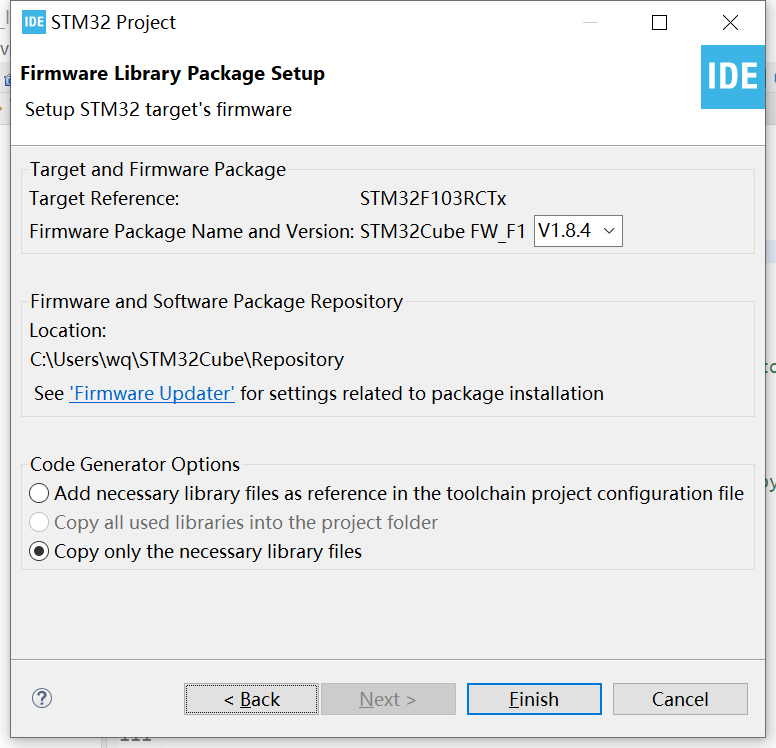 IDE STM32 Project
Firmware Library Package Setup
Setup STM32 target's firmware
IDE
Target and Firmware Package
Target Reference: STM32F103RCTx
Firmware Package Name and Version: STM32Cube FW_F1 V1.8.4
Firmware and Software Package Repository
Location:
C:\Users\wq\STM32Cube\Repository
See 'Firmware Updater' for settings related to package installation
Code Generator Options
Add necessary library files as reference in the toolchain project configuration file
Copy all used libraries into the project folder
Copy only the necessary library files
? < Back Next > Finish Cancel